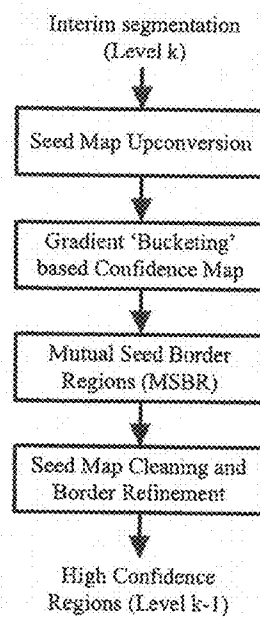 Interim segmentation
(Level k)
Seed Map Upconversion
Gradient ‘Bucketing’
based Confidence Map
Mutual Seed Border
Regions (MSBR)
Seed Map Cleaning and
Border Refinement
High Confidence
Regions (Level k-1)